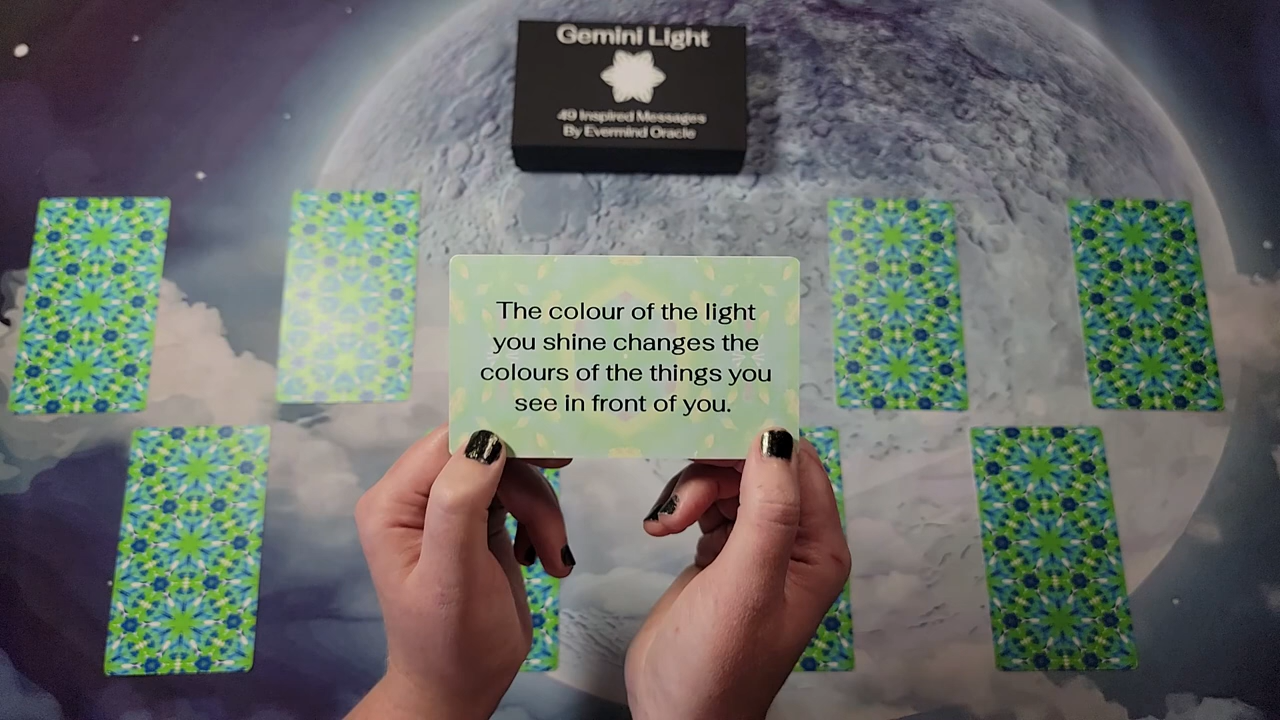 Gemini Light
49 Inspired Messages
By Evermind Oracle
The colour of the light
you shine changes the
colours of the things you
see in front of you.